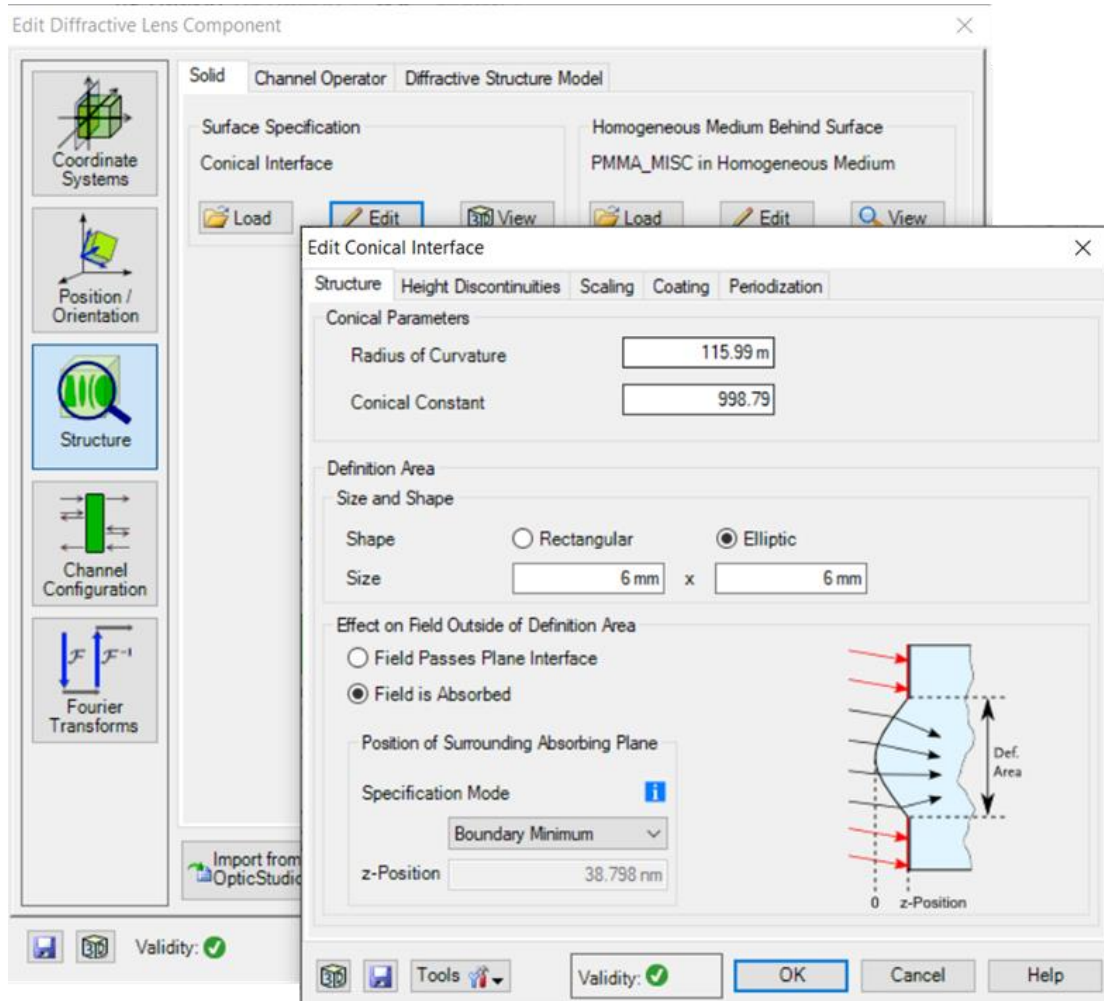 Edit Diffractive Lens Component
Solid
Channel Operator
Diffractive Structure Model
Coordinate
Systems
Position /
Orientation
Structure
Channel
Configuration
Fourier
Transforms
Surface Specification
Conical Interface
Load
Edit
3D View
Homogeneous Medium Behind Surface
PMMA_MISC in Homogeneous Medium
Load
Edit
View
Import from
OpticStudio
3D
Validity:
Edit Conical Interface
Structure
Height Discontinuities
Scaling
Coating
Periodization
Conical Parameters
Radius of Curvature
115.99 m
Conical Constant
998.79
Definition Area
Size and Shape
Shape
Rectangular
Elliptic
Size
6 mm x 6 mm
Effect on Field Outside of Definition Area
Field Passes Plane Interface
Field is Absorbed
Position of Surrounding Absorbing Plane
Specification Mode
i
Boundary Minimum
z-Position
38.798 nm
Def.
Area
0 z-Position
3D
Tools
Validity:
OK
Cancel
Help